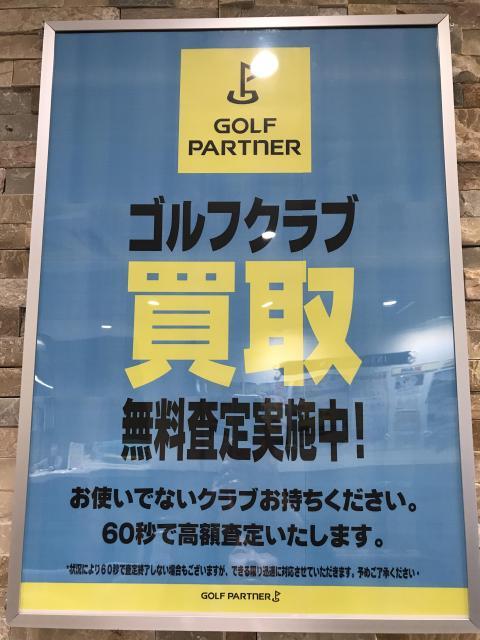 GOLF
PARTNER
ゴルフクラブ
買取
無料査定実施中!
お使いでないクラブお持ちください。
60秒で高額査定いたします。
*状況により60秒で査定終了しない場合もございますが、できる限り迅速に対応させていただきます。予めご了承ください・
GOLF PARTNER